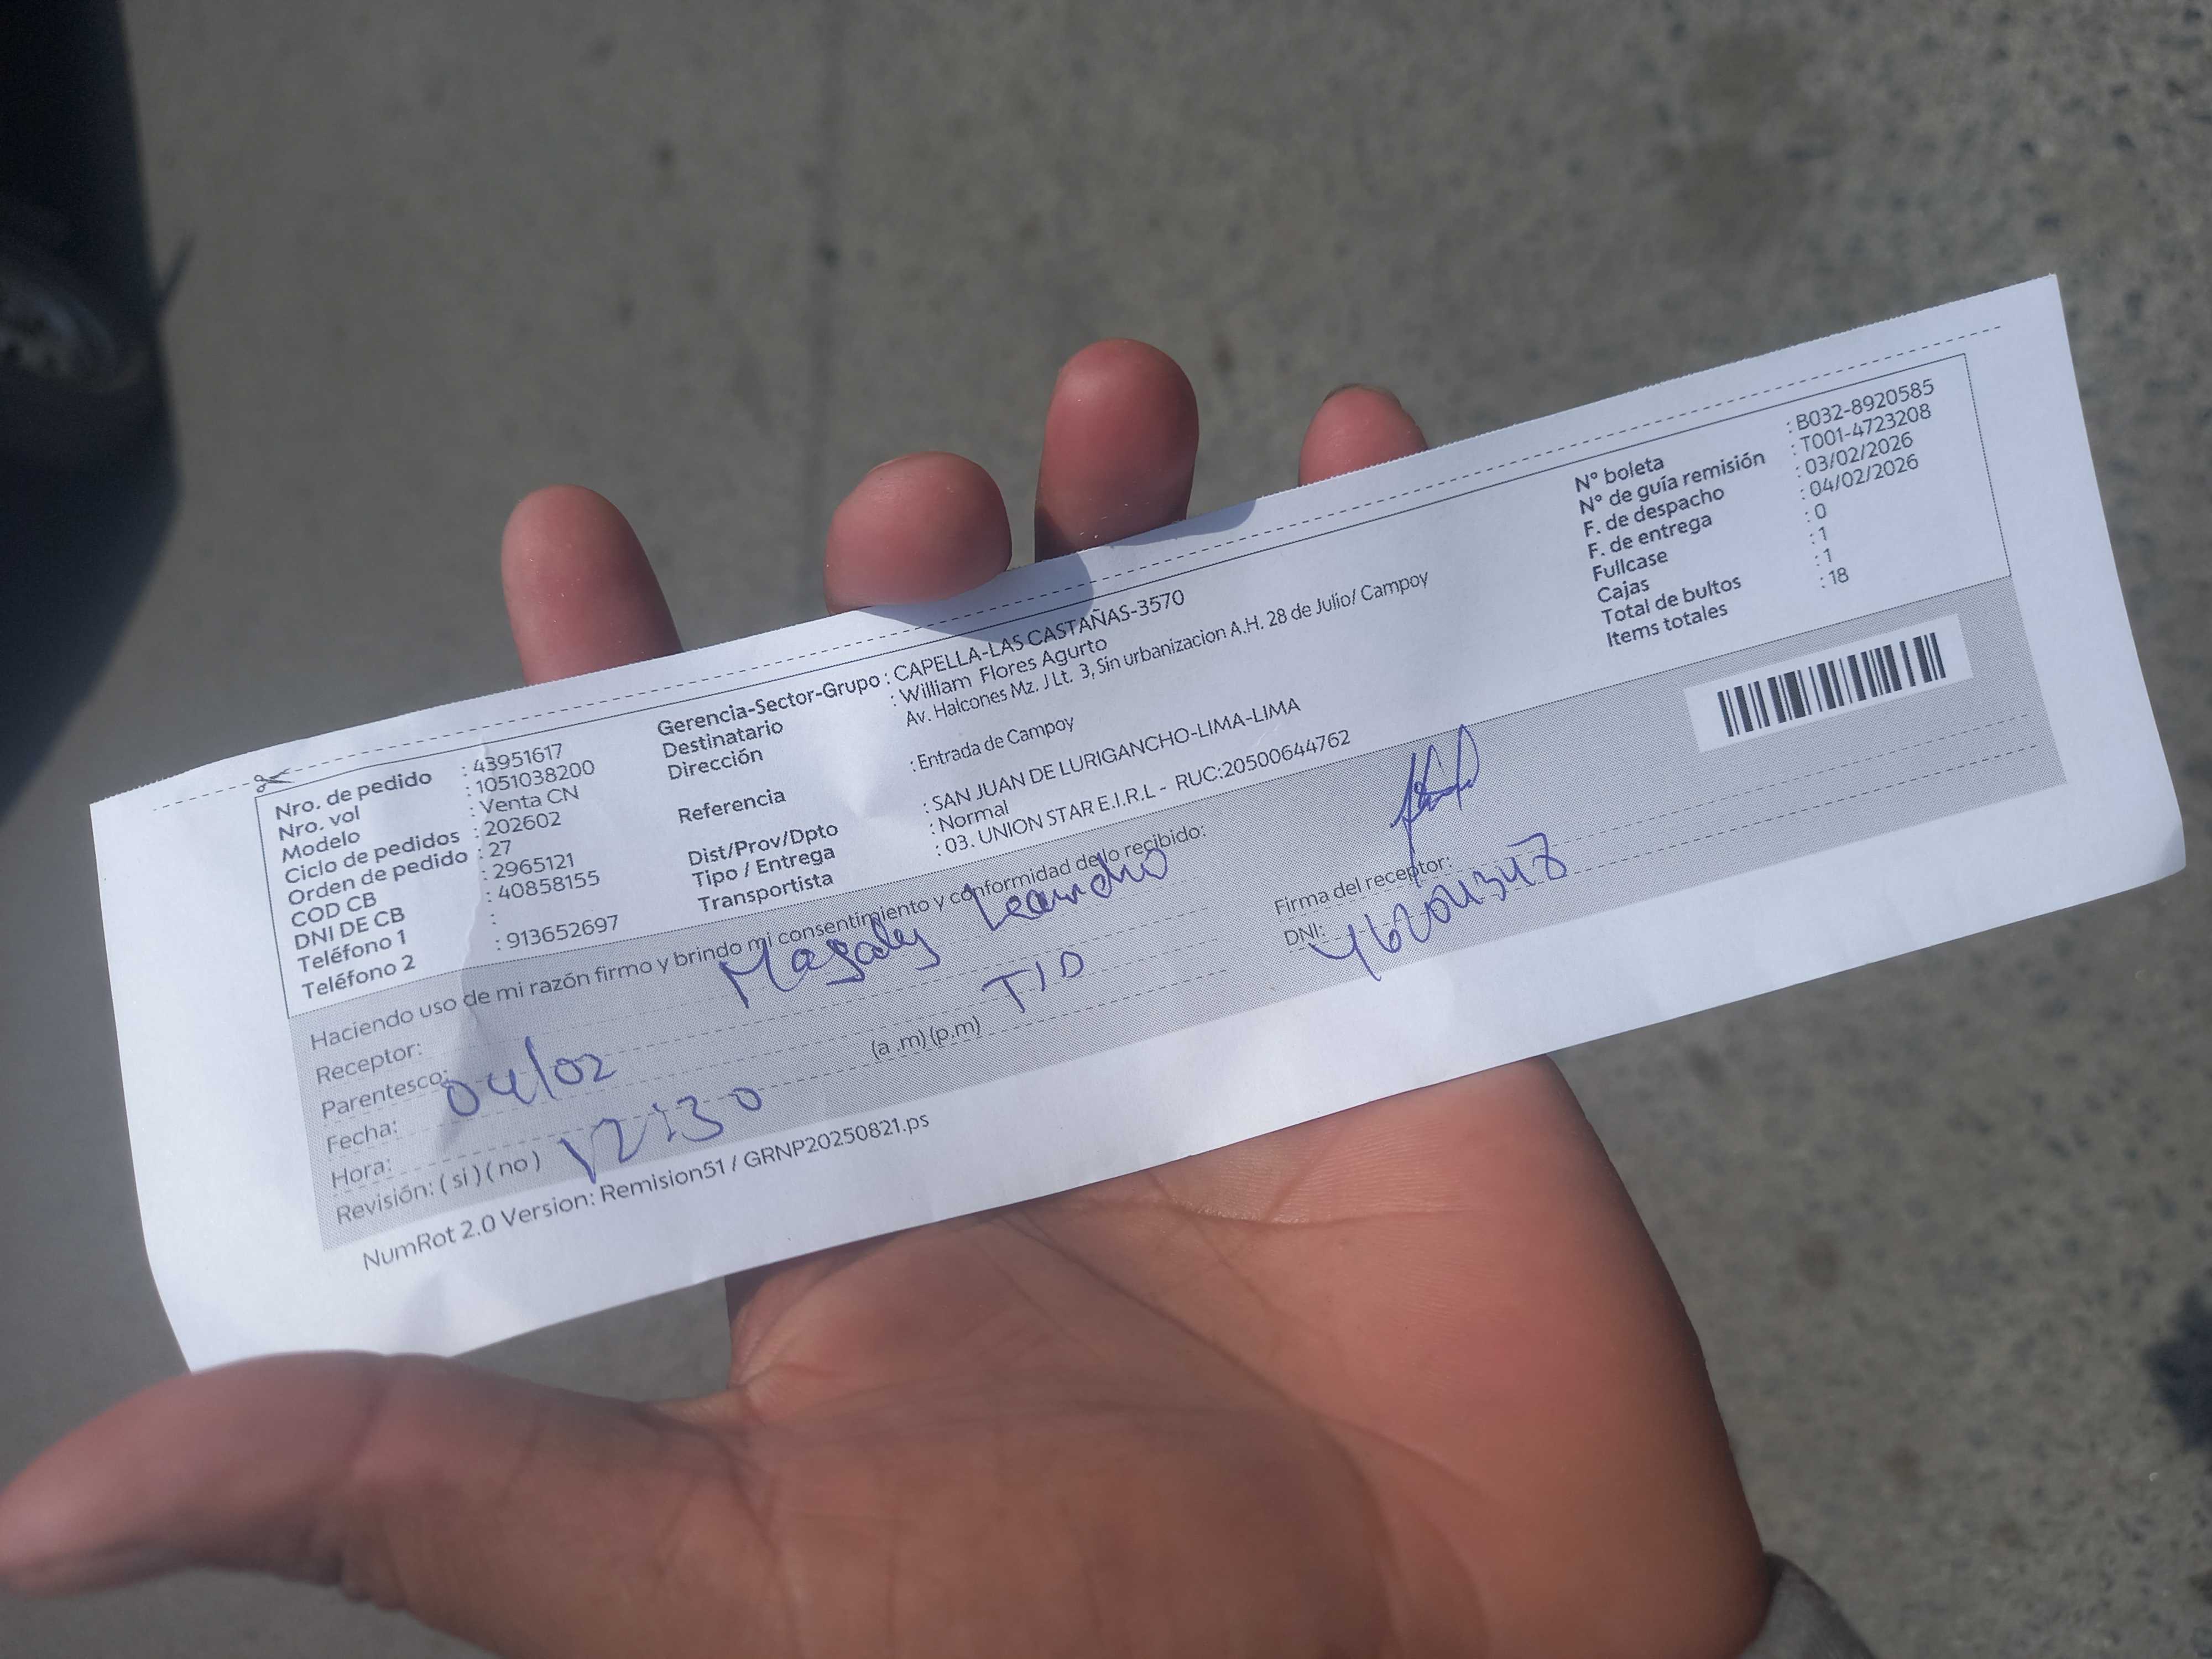 Nro. de pedido : 43951617
Nro. vol : 1051038200
Modelo : Venta CN
Ciclo de pedidos : 202602
Orden de pedido : 27
COD CB : 2965121
DNI DE CB : 40858155
Teléfono 1 :
Teléfono 2 : 913652697
Gerencia-Sector-Grupo : CAPELLA-LAS CASTAÑAS-3570
Destinatario : William Flores Agurto
Dirección Av. Halcones Mz. J Lt. 3, Sin urbanizacion A.H. 28 de Julio/ Campoy
Referencia : Entrada de Campoy
Dist/Prov/Dpto : SAN JUAN DE LURIGANCHO-LIMA-LIMA
Tipo / Entrega : Normal
Transportista : 03. UNION STAR E.I.R.L - RUC:20500644762
N° boleta : B032-8920585
N° de guía remisión : T001-4723208
F. de despacho : 03/02/2026
F. de entrega : 04/02/2026
Fullcase : 0
Cajas : 1
Total de bultos : 1
Items totales : 18
Haciendo uso de mi razón firmo y brindo mi consentimiento y conformidad de lo recibido:
Receptor: Magaly Leandro
Parentesco: TIO
Fecha: 04/02
Hora: 12:30 (a .m) (p.m)
Revisión: ( si ) ( no )
Firma del receptor:
DNI:
NumRot 2.0 Version: Remision51 / GRNP20250821.ps